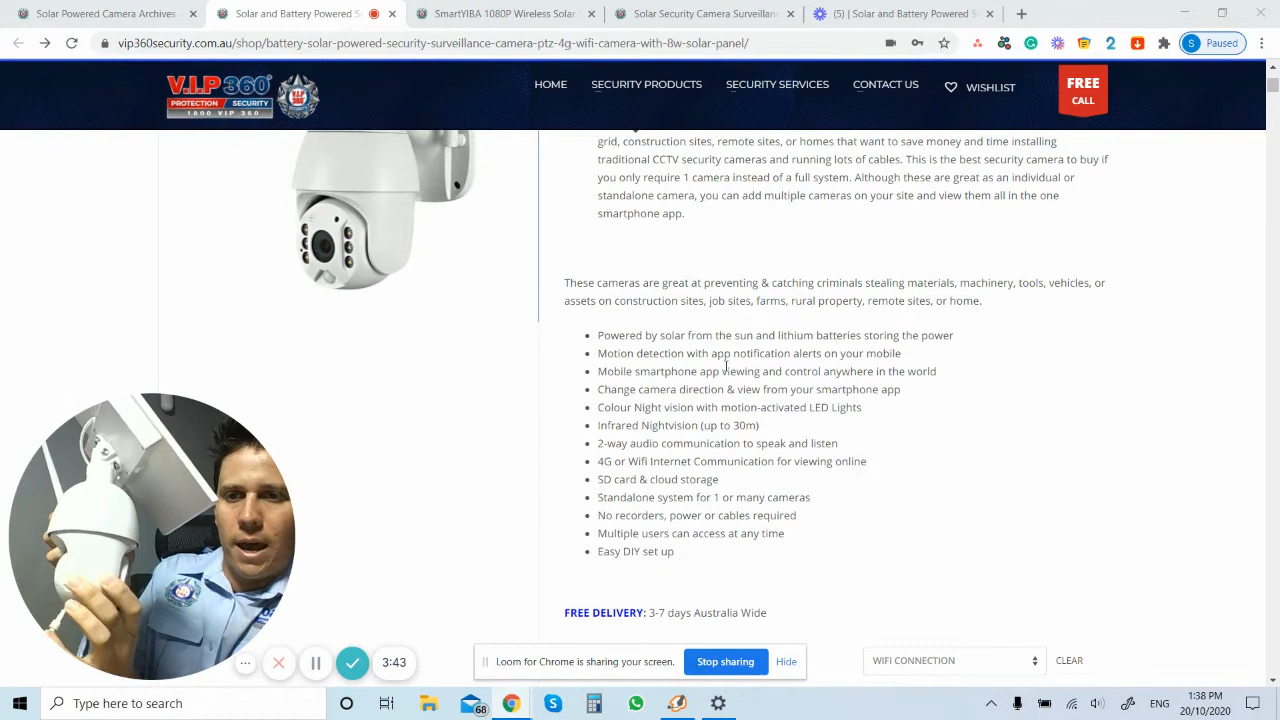 Solar Powered Camera Archives
Solar and Battery Powered Se
SmartYIBA 1080P Wireless Solar
Solar Security Camera Surveillanc
(5) | Solar and Battery Powered S
vip360security.com.au/shop/battery-solar-powered-security-surveillance-camera-ptz-4g-wifi-camera-with-8w-solar-panel/
2
S Paused
V.I.P 360
PROTECTION SECURITY
1800 VIP 360
HOME SECURITY PRODUCTS SECURITY SERVICES CONTACT US WISHLIST
FREE
CALL
grid, construction sites, remote sites, or homes that want to save money and time installing
traditional CCTV security cameras and running lots of cables. This is the best security camera to buy if
you only require 1 camera instead of a full system. Although these are great as an individual or
standalone camera, you can add multiple cameras on your site and view them all in the one
smartphone app.
These cameras are great at preventing & catching criminals stealing materials, machinery, tools, vehicles, or
assets on construction sites, job sites, farms, rural property, remote sites, or home.
Powered by solar from the sun and lithium batteries storing the power
Motion detection with app notification alerts on your mobile
Mobile smartphone app viewing and control anywhere in the world
Change camera direction & view from your smartphone app
Colour Night vision with motion-activated LED Lights
Infrared Nightvision (up to 30m)
2-way audio communication to speak and listen
4G or Wifi Internet Communication for viewing online
SD card & cloud storage
Standalone system for 1 or many cameras
No recorders, power or cables required
Multiple users can access at any time
Easy DIY set up
FREE DELIVERY: 3-7 days Australia Wide
3:43
Loom for Chrome is sharing your screen. Stop sharing Hide
WIFI CONNECTION
CLEAR
Type here to search
68
ENG
1:38 PM
20/10/2020